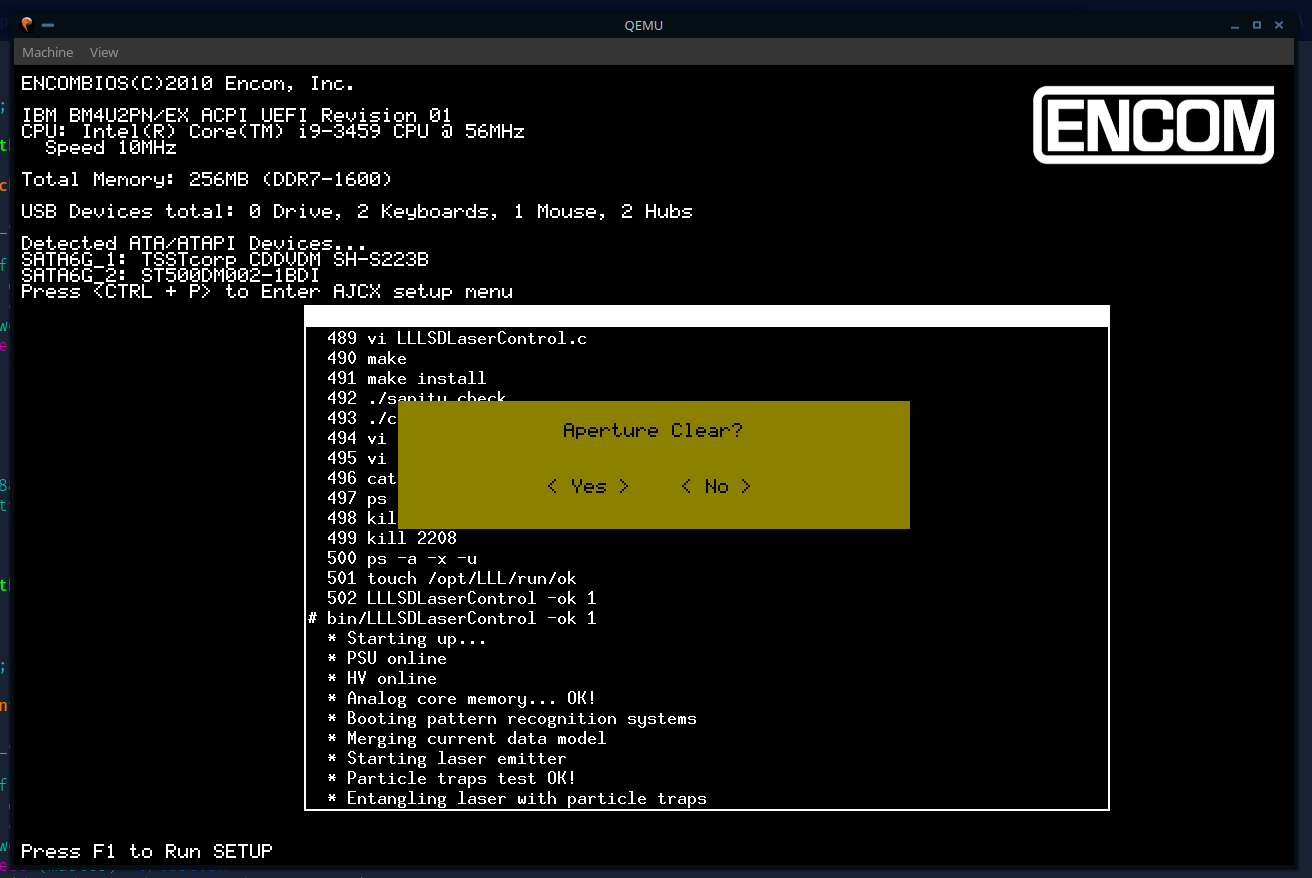 QEMU
Machine View
ENCOMBIOS(C)2010 Encom, Inc.
ENCOM
IBM BM4U2PN/EX ACPI UEFI Revision 01
CPU: Intel(R) Core(TM) i9-3459 CPU @ 56MHz
Speed 10MHz
Total Memory: 256MB (DDR7-1600)
USB Devices total: 0 Drive, 2 Keyboards, 1 Mouse, 2 Hubs
Detected ATA/ATAPI Devices...
SATA6G_1: TSSTcorp CDDVDM SH-S223B
SATA6G_2: ST500DM002-1BDI
Press <CTRL + P> to Enter AJCX setup menu
489 vi LLLSDLaserControl.c
490 make
491 make install
492 ./sanity_check
493 ./c
494 vi
495 vi
496 cat
497 ps
498 kil
Aperture Clear?
< Yes > < No >
499 kill 2208
500 ps -a -x -u
501 touch /opt/LLL/run/ok
502 LLLSDLaserControl -ok 1
# bin/LLLSDLaserControl -ok 1
* Starting up...
* PSU online
* HV online
* Analog core memory... OK!
* Booting pattern recognition systems
* Merging current data model
* Starting laser emitter
* Particle traps test OK!
* Entangling laser with particle traps
Press F1 to Run SETUP